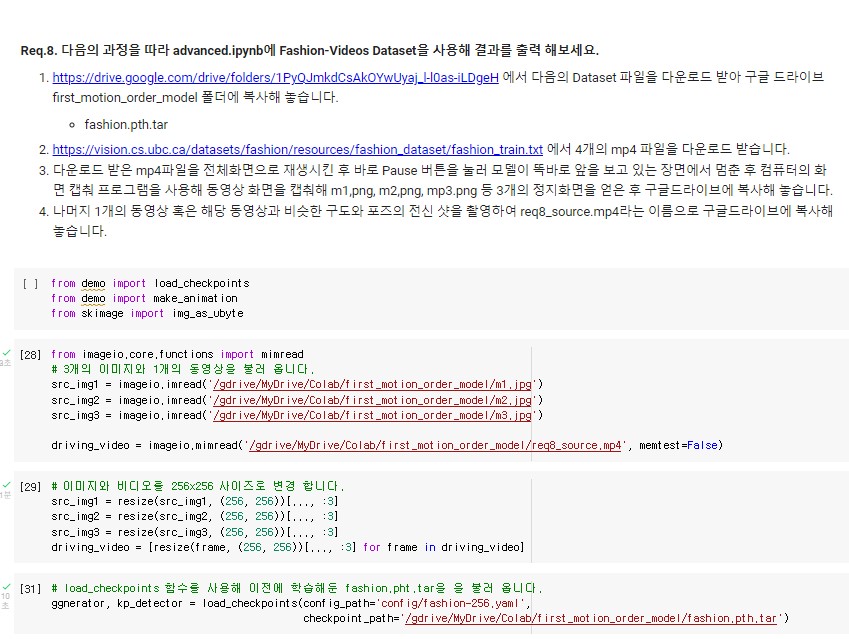 Req.8. 다음의 과정을 따라 advanced.ipynb에 Fashion-Videos Dataset을 사용해 결과를 출력 해보세요.
1. https://drive.google.com/drive/folders/1PyQJmkdCsAkOYwUyaj_l-l0as-iLDgeH 에서 다음의 Dataset 파일을 다운로드 받아 구글 드라이브
first_motion_order_model 폴더에 복사해 놓습니다.
◦ fashion.pth.tar
2. https://vision.cs.ubc.ca/datasets/fashion/resources/fashion_dataset/fashion_train.txt 에서 4개의 mp4 파일을 다운로드 받습니다.
3. 다운로드 받은 mp4파일을 전체화면으로 재생시킨 후 바로 Pause 버튼을 눌러 모델이 똑바로 앞을 보고 있는 장면에서 멈춘 후 컴퓨터의 화
면 캡춰 프로그램을 사용해 동영상 화면을 캡춰해 m1,png, m2,png, mp3.png 등 3개의 정지화면을 얻은 후 구글드라이브에 복사해 놓습니다.
4. 나머지 1개의 동영상 혹은 해당 동영상과 비슷한 구도와 포즈의 전신 샷을 촬영하여 req8_source.mp4라는 이름으로 구글드라이브에 복사해
놓습니다.
[ ] from demo import load_checkpoints
from demo import make_animation
from skimage import img_as_ubyte
[28] from imageio.core.functions import mimread
# 3개의 이미지와 1개의 동영상을 불러 옵니다.
src_img1 = imageio.imread('/gdrive/MyDrive/Colab/first_motion_order_model/m1.jpg')
src_img2 = imageio.imread('/gdrive/MyDrive/Colab/first_motion_order_model/m2.jpg')
src_img3 = imageio.imread('/gdrive/MyDrive/Colab/first_motion_order_model/m3.jpg')
driving_video = imageio.mimread('/gdrive/MyDrive/Colab/first_motion_order_model/req8_source.mp4', memtest=False)
[29] # 이미지와 비디오를 256x256 사이즈로 변경 합니다.
src_img1 = resize(src_img1, (256, 256))[..., :3]
src_img2 = resize(src_img2, (256, 256))[..., :3]
src_img3 = resize(src_img3, (256, 256))[..., :3]
driving_video = [resize(frame, (256, 256))[..., :3] for frame in driving_video]
[31] # load_checkpoints 함수를 사용해 이전에 학습해둔 fashion.pht.tar을 을 불러 옵니다.
10
초
ggnerator, kp_detector = load_checkpoints(config_path='config/fashion-256.yaml',
checkpoint_path='/gdrive/MyDrive/Colab/first_motion_order_model/fashion.pth.tar')